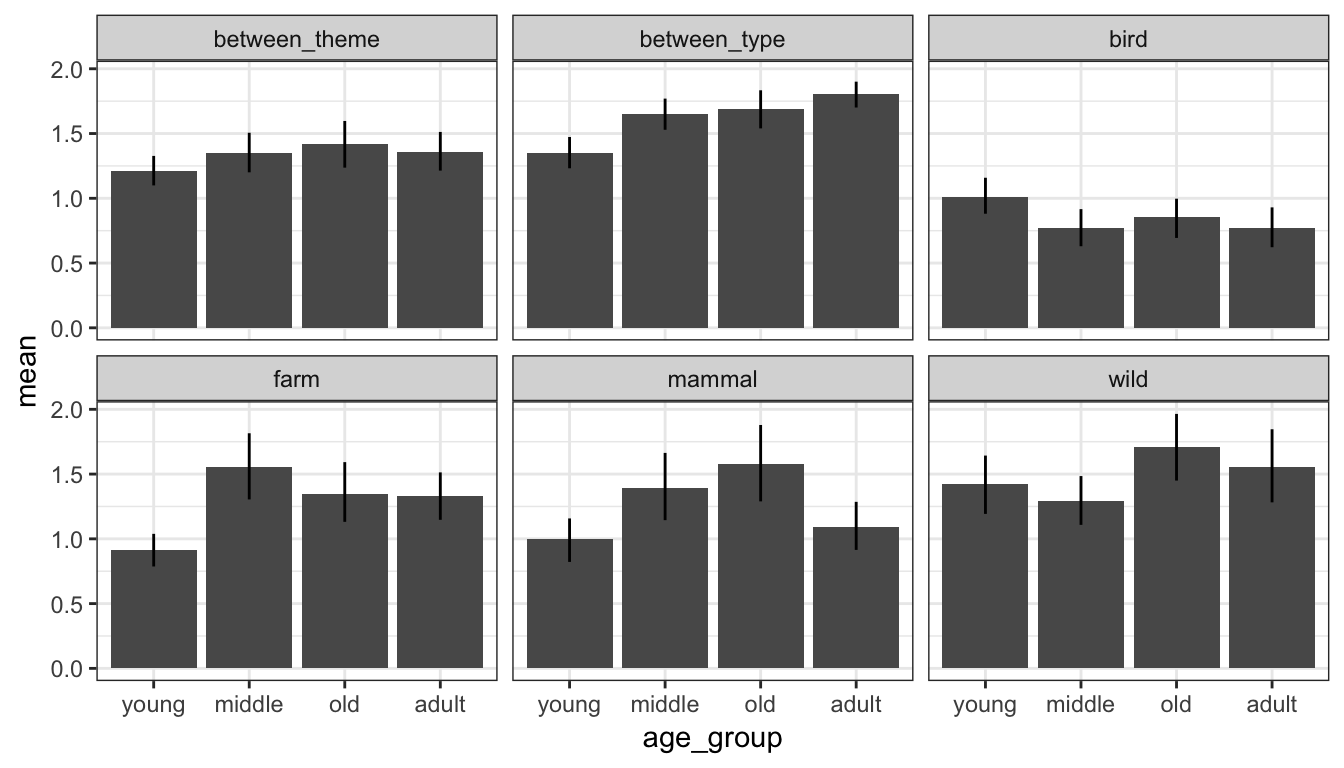 between_theme between_type bird
2.0
1.5
1.0
0.5
0.0
mean
farm mammal wild
2.0
1.5
1.0
0.5
0.0
young middle old adult young middle old adult young middle old adult
age_group